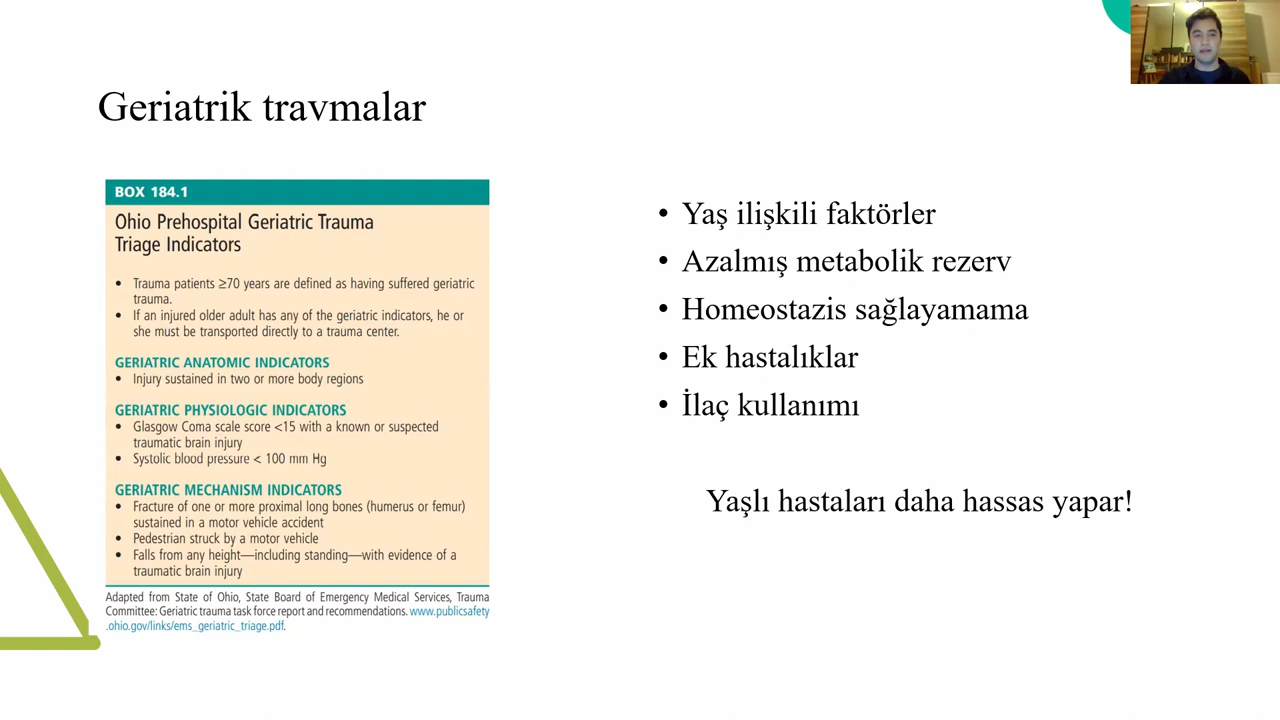 Geriatrik travmalar
BOX 184.1
Ohio Prehospital Geriatric Trauma
Triage Indicators
• Trauma patients ≥70 years are defined as having suffered geriatric
trauma.
• If an injured older adult has any of the geriatric indicators, he or
she must be transported directly to a trauma center.
GERIATRIC ANATOMIC INDICATORS
• Injury sustained in two or more body regions
GERIATRIC PHYSIOLOGIC INDICATORS
• Glasgow Coma scale score <15 with a known or suspected
traumatic brain injury
• Systolic blood pressure < 100 mm Hg
GERIATRIC MECHANISM INDICATORS
• Fracture of one or more proximal long bones (humerus or femur)
sustained in a motor vehicle accident
• Pedestrian struck by a motor vehicle
• Falls from any height—including standing—with evidence of a
traumatic brain injury
Adapted from State of Ohio, State Board of Emergency Medical Services, Trauma
Committee: Geriatric trauma task force report and recommendations. www.publicsafety
.ohio.gov/links/ems_geriatric_triage.pdf.
• Yaş ilişkili faktörler
• Azalmış metabolik rezerv
• Homeostazis sağlayamama
• Ek hastalıklar
• İlaç kullanımı
Yaşlı hastaları daha hassas yapar!